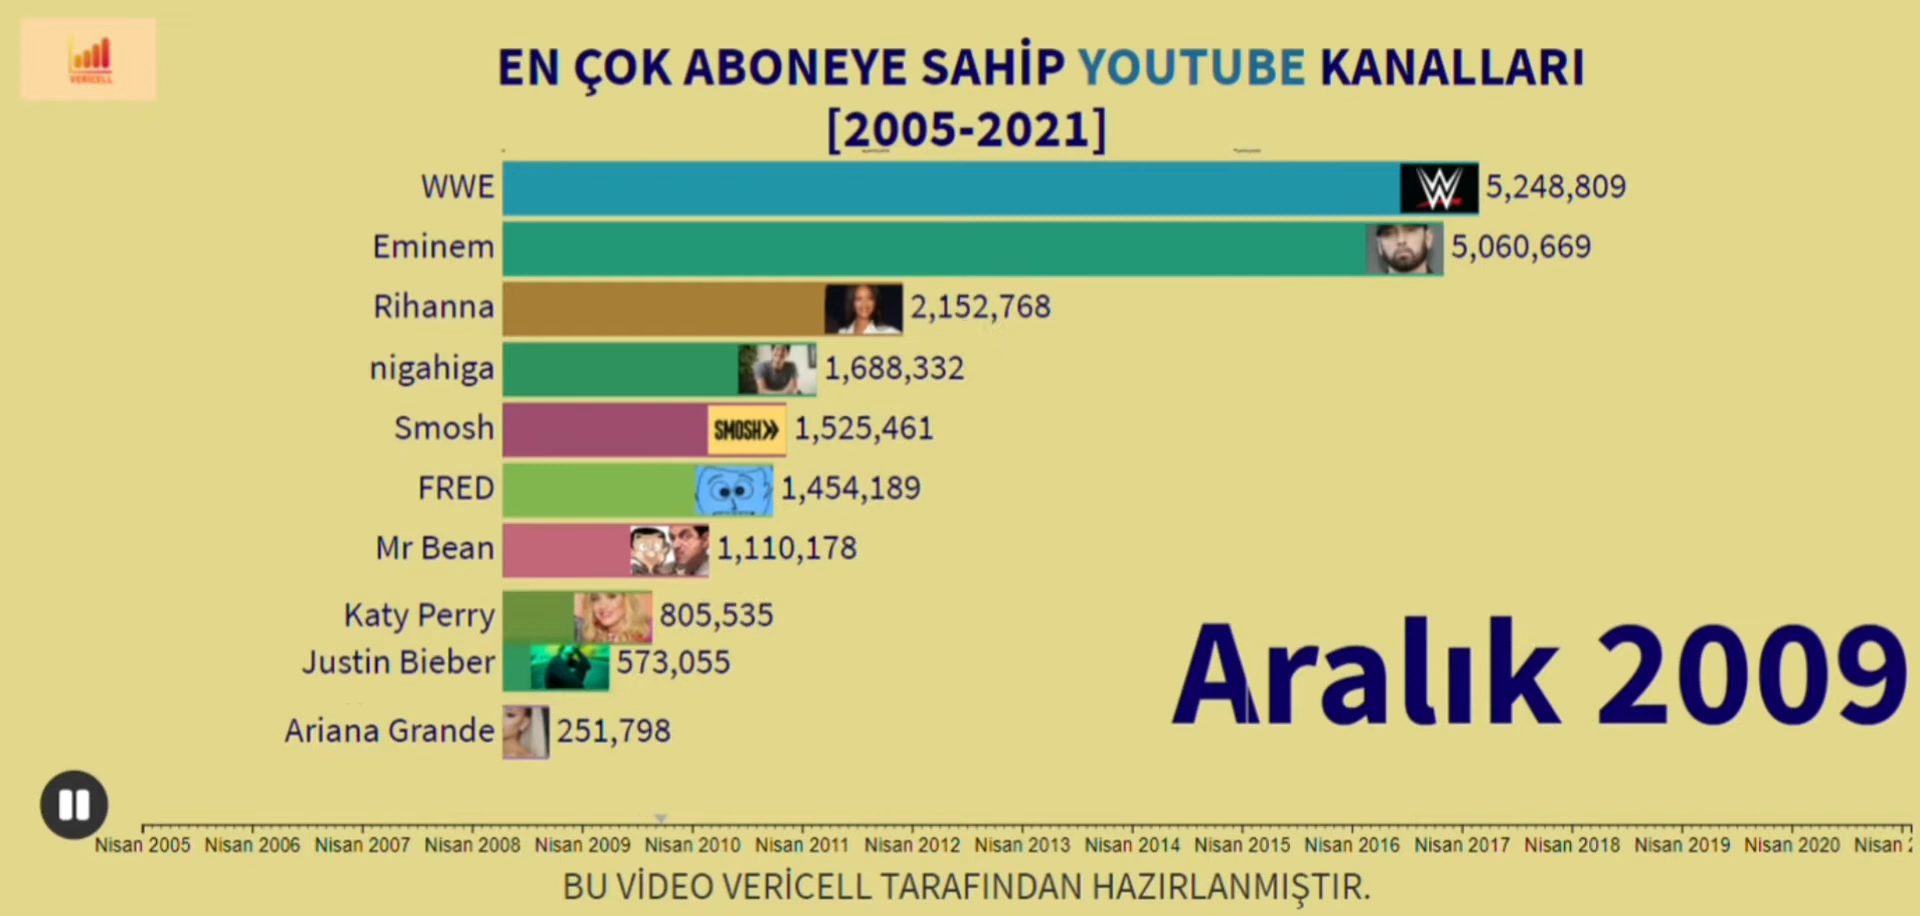 VERICELL
EN ÇOK ABONEYE SAHİP YOUTUBE KANALLARI
[2005-2021]
WWE 5,248,809
Eminem 5,060,669
Rihanna 2,152,768
nigahiga 1,688,332
Smosh SMOSH 1,525,461
FRED 1,454,189
Mr Bean 1,110,178
Katy Perry 805,535
Justin Bieber 573,055
Ariana Grande 251,798
Aralık 2009
Nisan 2005 Nisan 2006 Nisan 2007 Nisan 2008 Nisan 2009 Nisan 2010 Nisan 2011 Nisan 2012 Nisan 2013 Nisan 2014 Nisan 2015 Nisan 2016 Nisan 2017 Nisan 2018 Nisan 2019 Nisan 2020 Nisan
BU VİDEO VERİCELL TARAFINDAN HAZIRLANMIŞTIR.